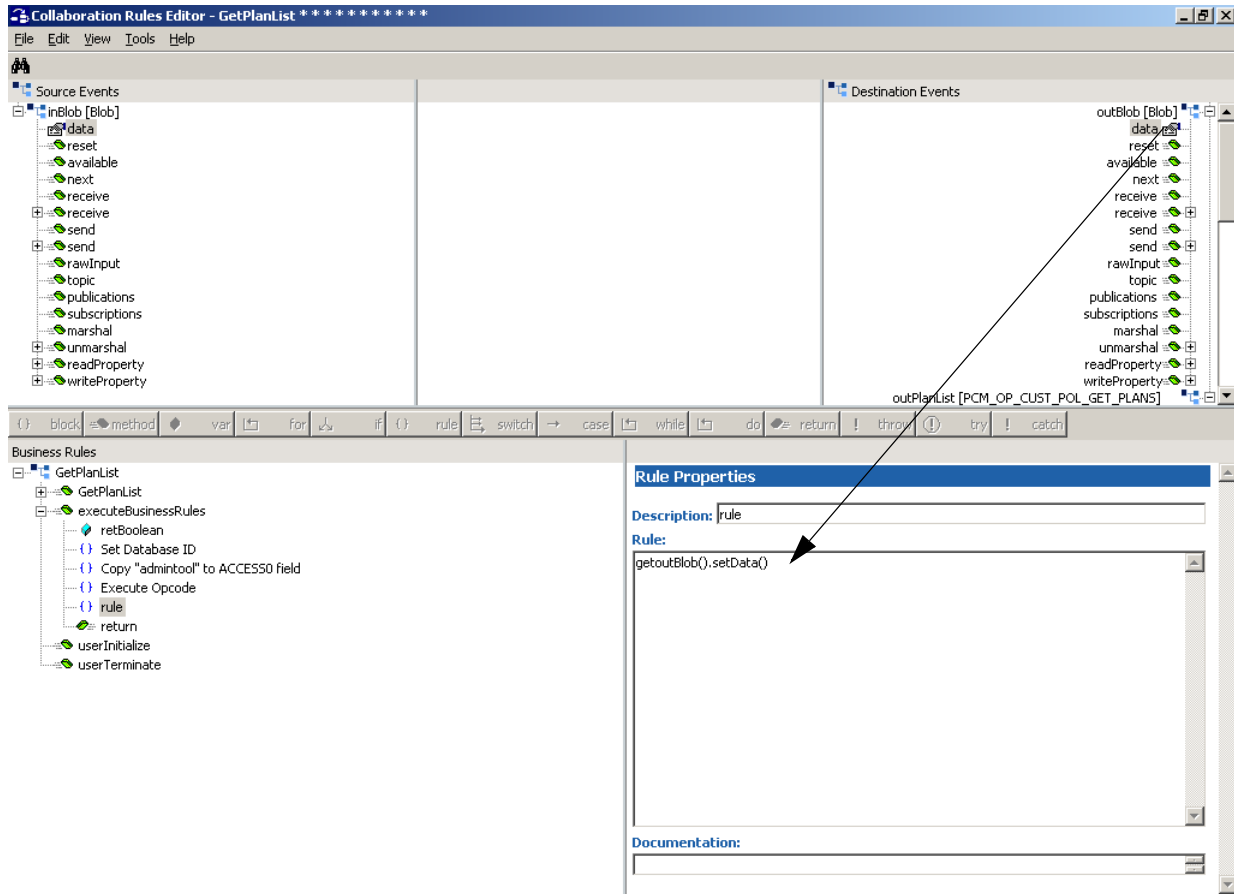 Collaboration Rules Editor - GetPlanList * * * * * * * * * * *
File Edit View Tools Help
Source Events
inBlob [Blob]
data
reset
available
next
receive
receive
send
send
rawInput
topic
publications
subscriptions
marshal
unmarshal
readProperty
writeProperty
Destination Events
outBlob [Blob]
data
reset
available
next
receive
receive
send
send
rawInput
topic
publications
subscriptions
marshal
unmarshal
readProperty
writeProperty
outPlanList [PCM_OP_CUST_POL_GET_PLANS]
{} block method var for if {} rule switch → case while do return ! throw (!) try ! catch
Business Rules
GetPlanList
GetPlanList
executeBusinessRules
retBoolean
{} Set Database ID
{} Copy "admintool" to ACCESS0 field
{} Execute Opcode
{} rule
return
userInitialize
userTerminate
Rule Properties
Description: rule
Rule:
getoutBlob().setData()
Documentation: